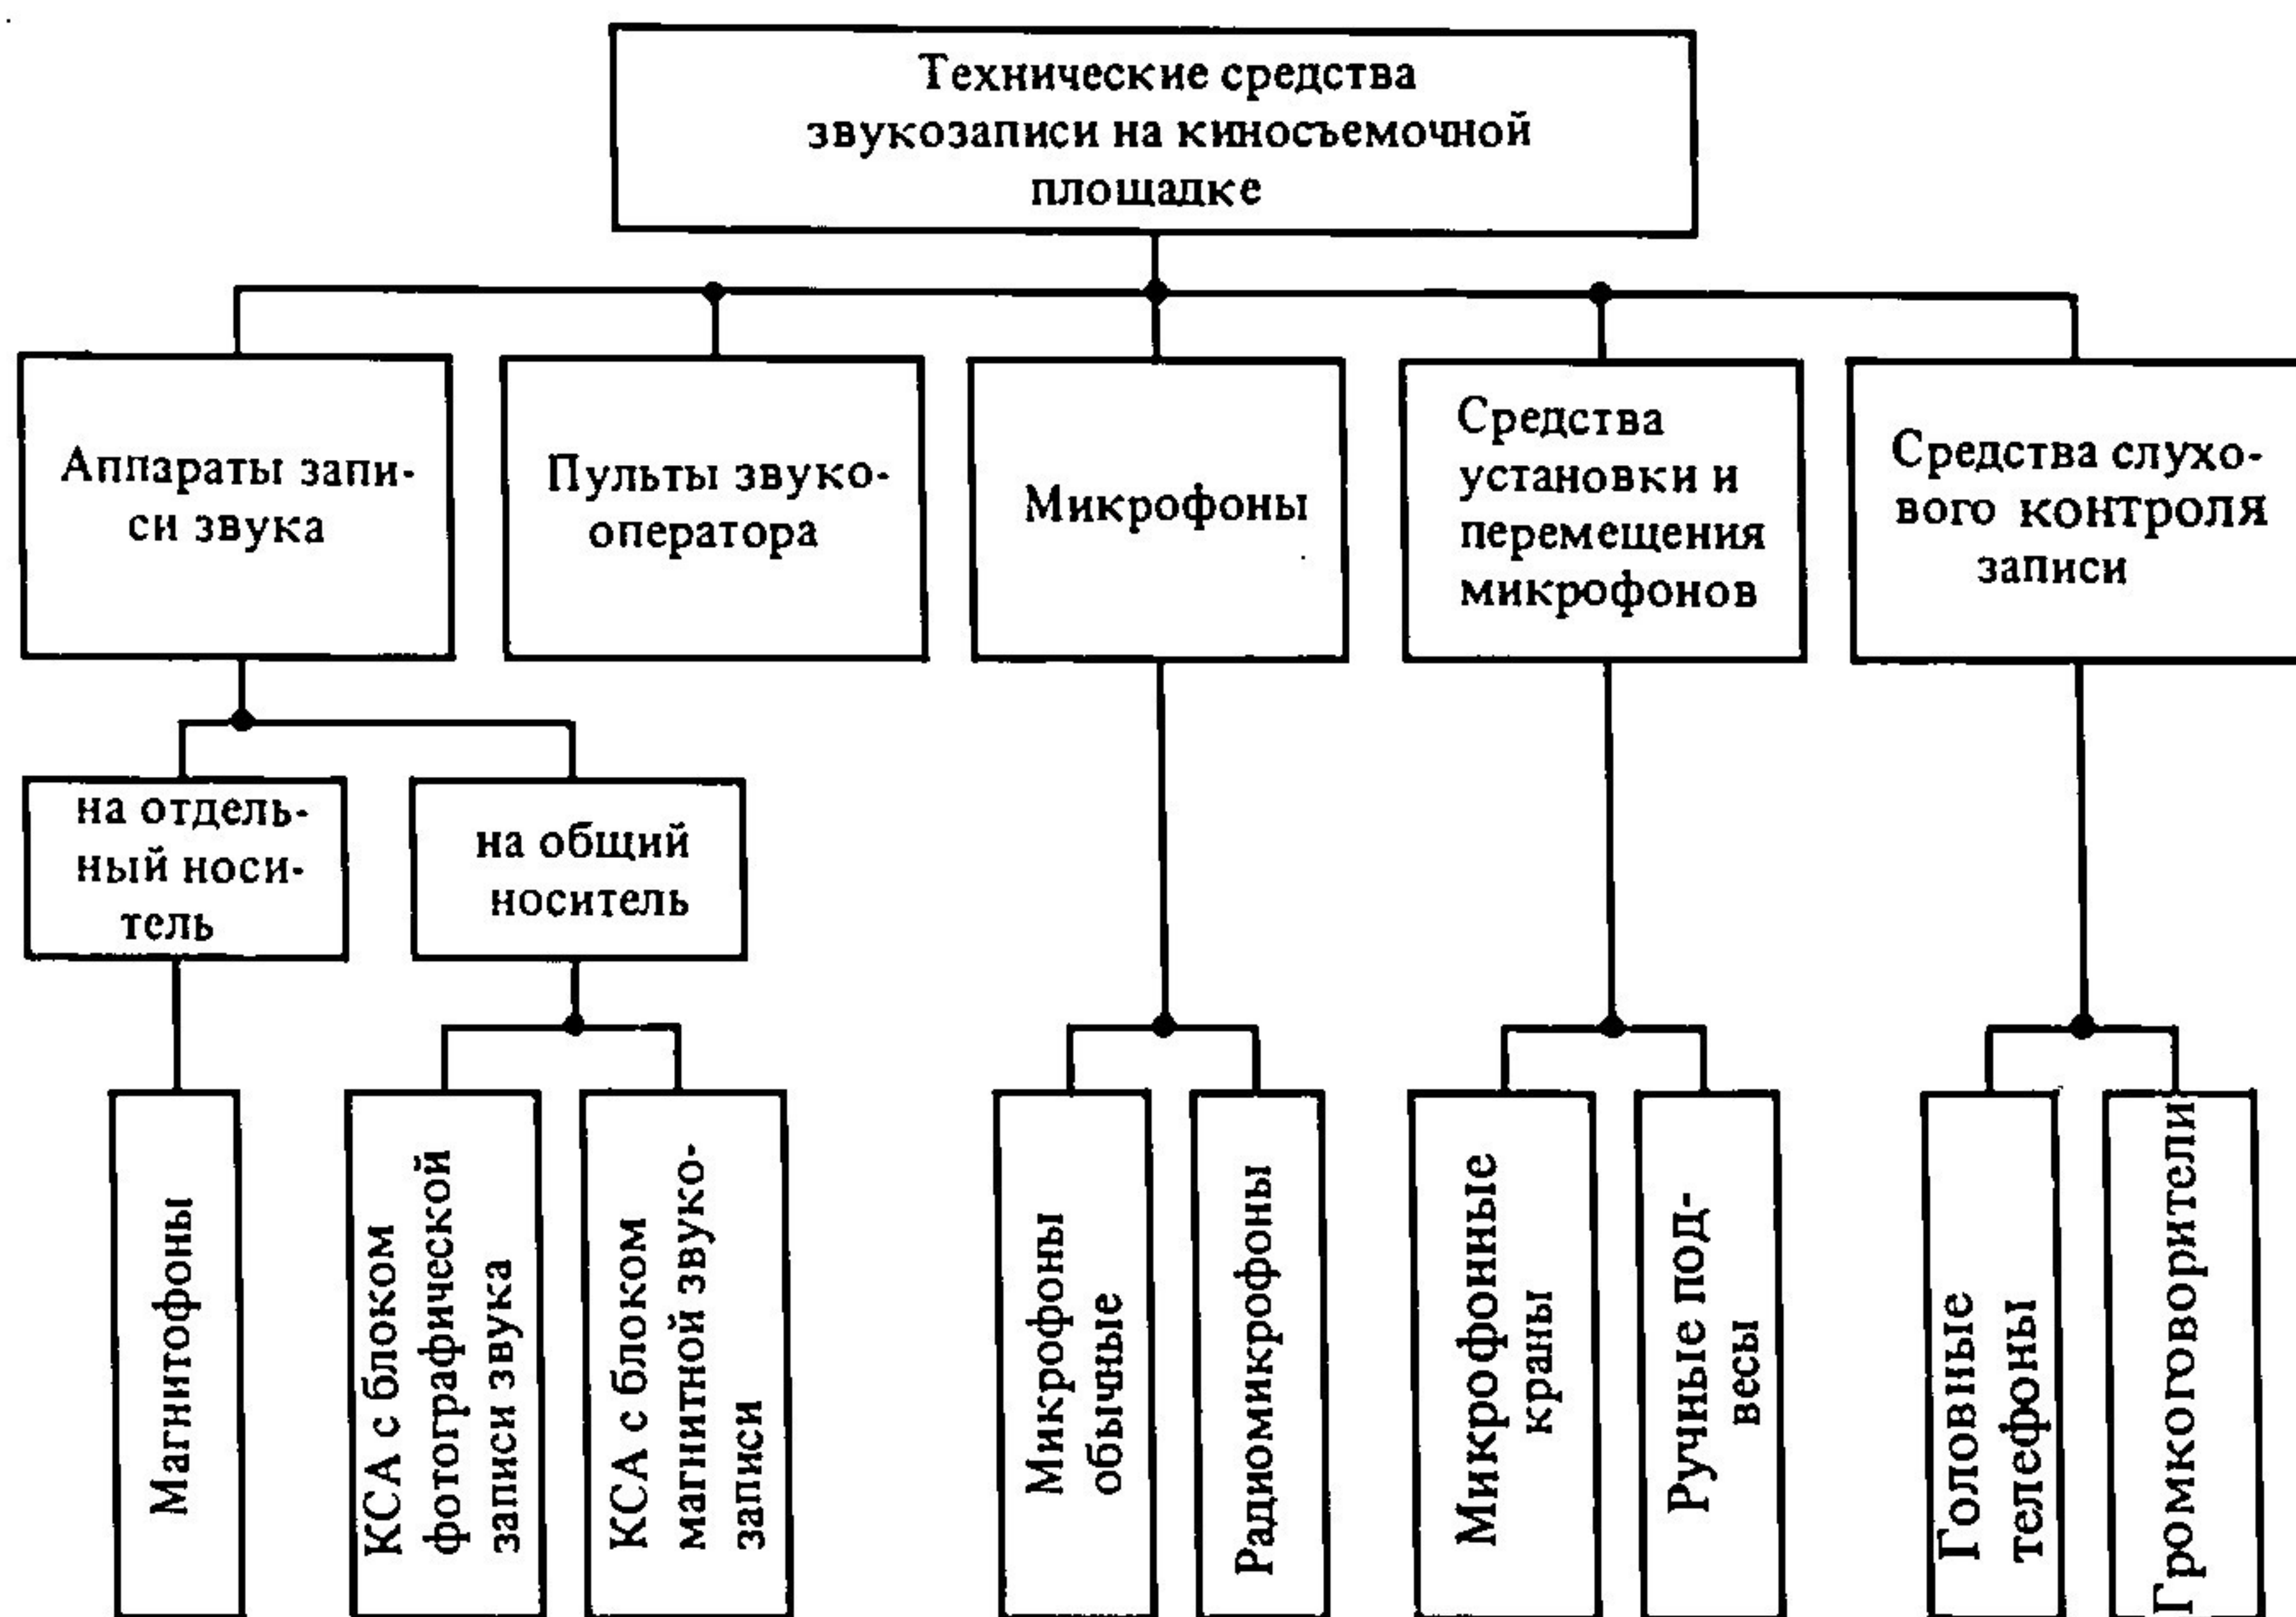 Технические средства
звукозаписи на киносъемочной
площадке
Аппараты запи-
си звука
Пульты звуко-
оператора
Микрофоны
Средства
установки и
перемещения
микрофонов
Средства слухо-
вого контроля
записи
на отдель-
ный носи-
тель
на общий
носитель
Магнитофоны
КСА с блоком
фотографической
записи звука
КСА с блоком
магнитной звуко-
записи
Микрофоны
обычные
Радиомикрофоны
Микрофонные
краны
Ручные под-
весы
Головные
телефоны
Громкоговорители